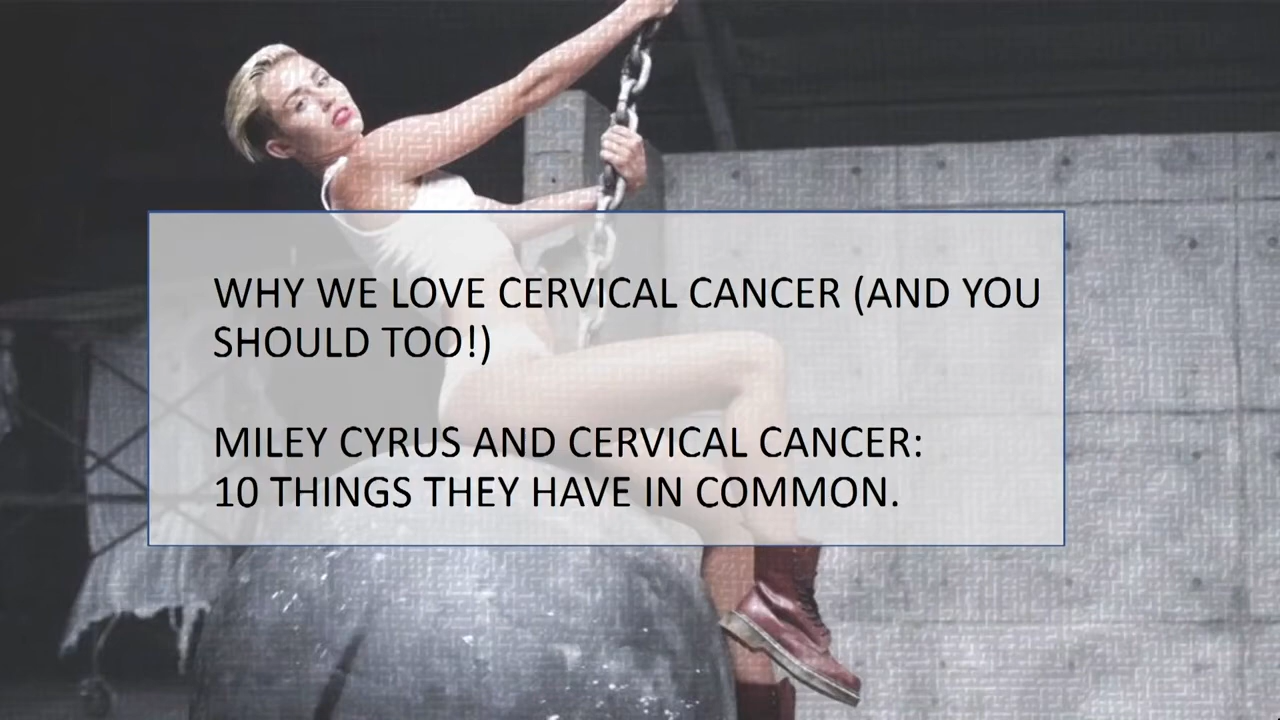 WHY WE LOVE CERVICAL CANCER (AND YOU
SHOULD TOO!)
MILEY CYRUS AND CERVICAL CANCER:
10 THINGS THEY HAVE IN COMMON.